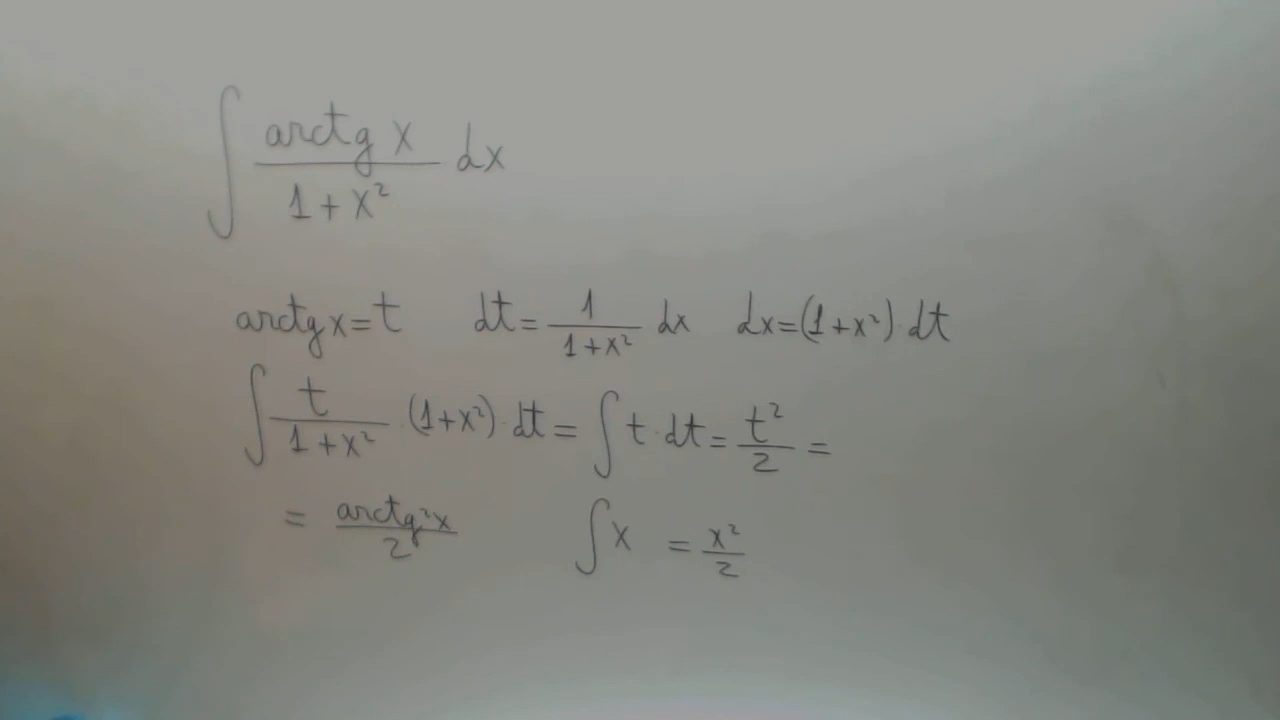 ∫ arctg x / 1+x² dx
arctg x = t   dt = 1 / 1+x² dx   dx = (1+x²)·dt
∫ t / 1+x² · (1+x²)·dt = ∫ t·dt = t² / 2 =
= arctg²x / 2   ∫ x = x² / 2